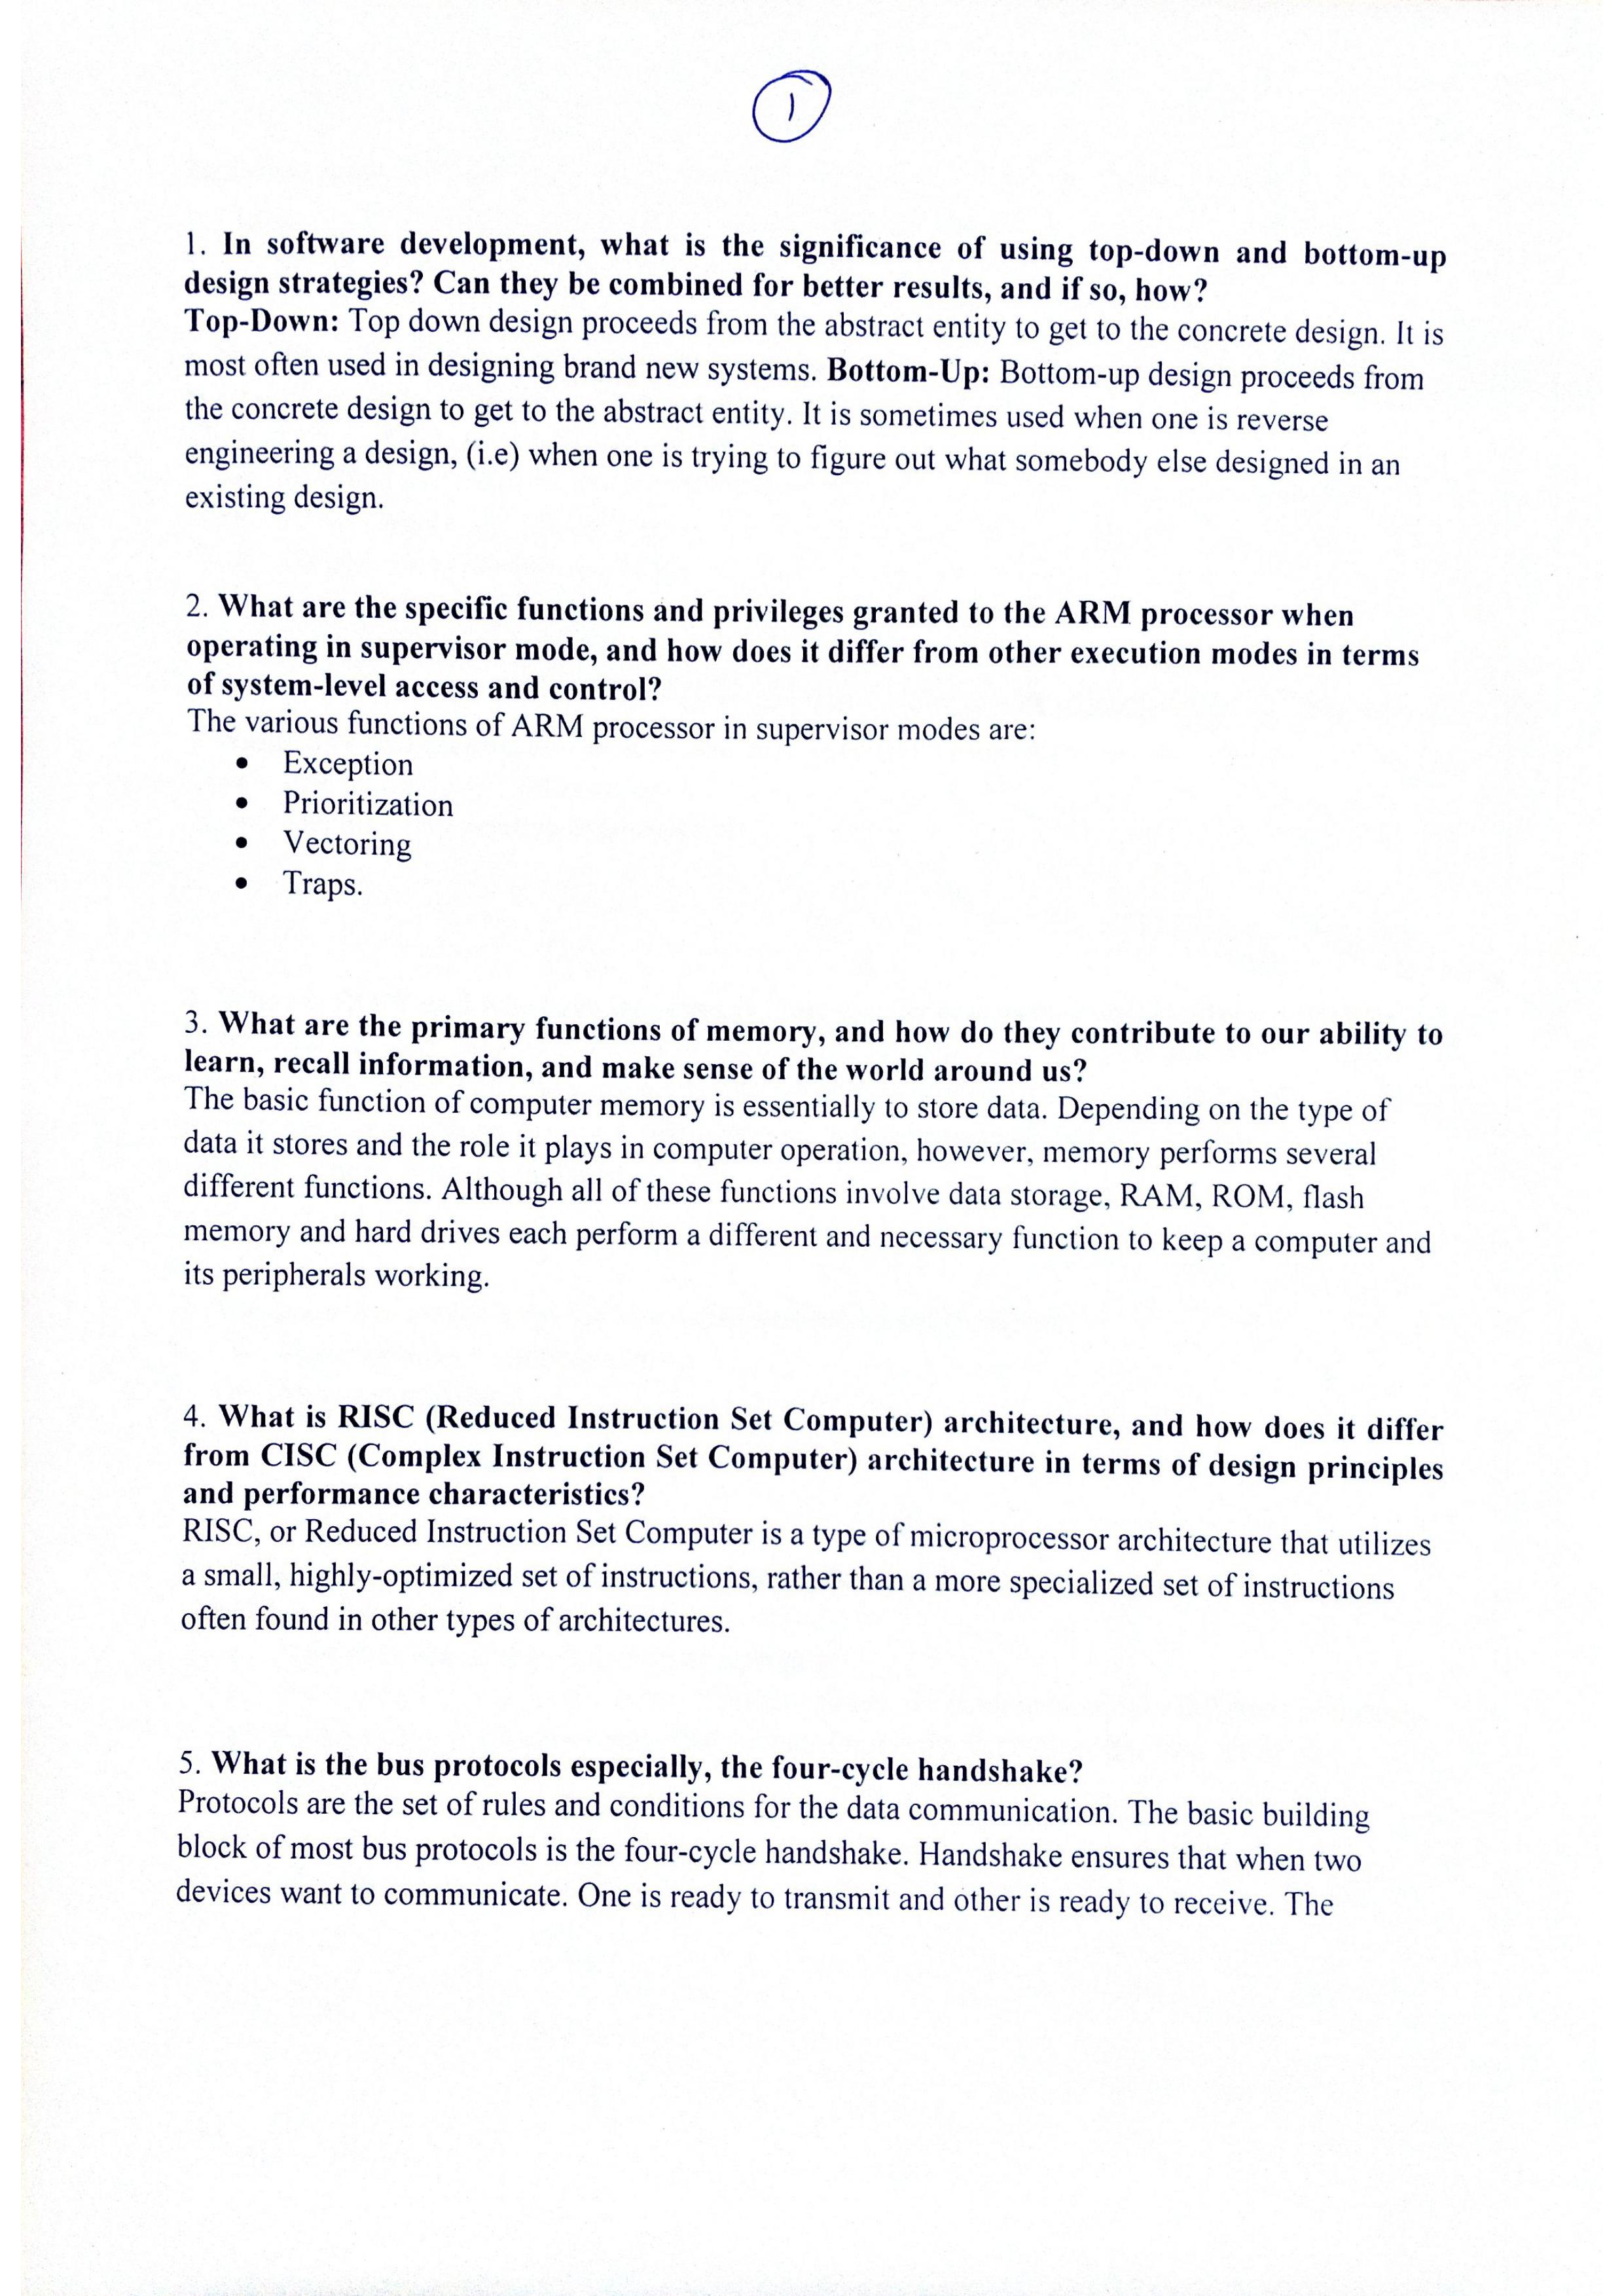 1
1. In software development, what is the significance of using top-down and bottom-up
design strategies? Can they be combined for better results, and if so, how?
Top-Down: Top down design proceeds from the abstract entity to get to the concrete design. It is
most often used in designing brand new systems. Bottom-Up: Bottom-up design proceeds from
the concrete design to get to the abstract entity. It is sometimes used when one is reverse
engineering a design, (i.e) when one is trying to figure out what somebody else designed in an
existing design.
2. What are the specific functions and privileges granted to the ARM processor when
operating in supervisor mode, and how does it differ from other execution modes in terms
of system-level access and control?
The various functions of ARM processor in supervisor modes are:
• Exception
• Prioritization
• Vectoring
• Traps.
3. What are the primary functions of memory, and how do they contribute to our ability to
learn, recall information, and make sense of the world around us?
The basic function of computer memory is essentially to store data. Depending on the type of
data it stores and the role it plays in computer operation, however, memory performs several
different functions. Although all of these functions involve data storage, RAM, ROM, flash
memory and hard drives each perform a different and necessary function to keep a computer and
its peripherals working.
4. What is RISC (Reduced Instruction Set Computer) architecture, and how does it differ
from CISC (Complex Instruction Set Computer) architecture in terms of design principles
and performance characteristics?
RISC, or Reduced Instruction Set Computer is a type of microprocessor architecture that utilizes
a small, highly-optimized set of instructions, rather than a more specialized set of instructions
often found in other types of architectures.
5. What is the bus protocols especially, the four-cycle handshake?
Protocols are the set of rules and conditions for the data communication. The basic building
block of most bus protocols is the four-cycle handshake. Handshake ensures that when two
devices want to communicate. One is ready to transmit and other is ready to receive. The